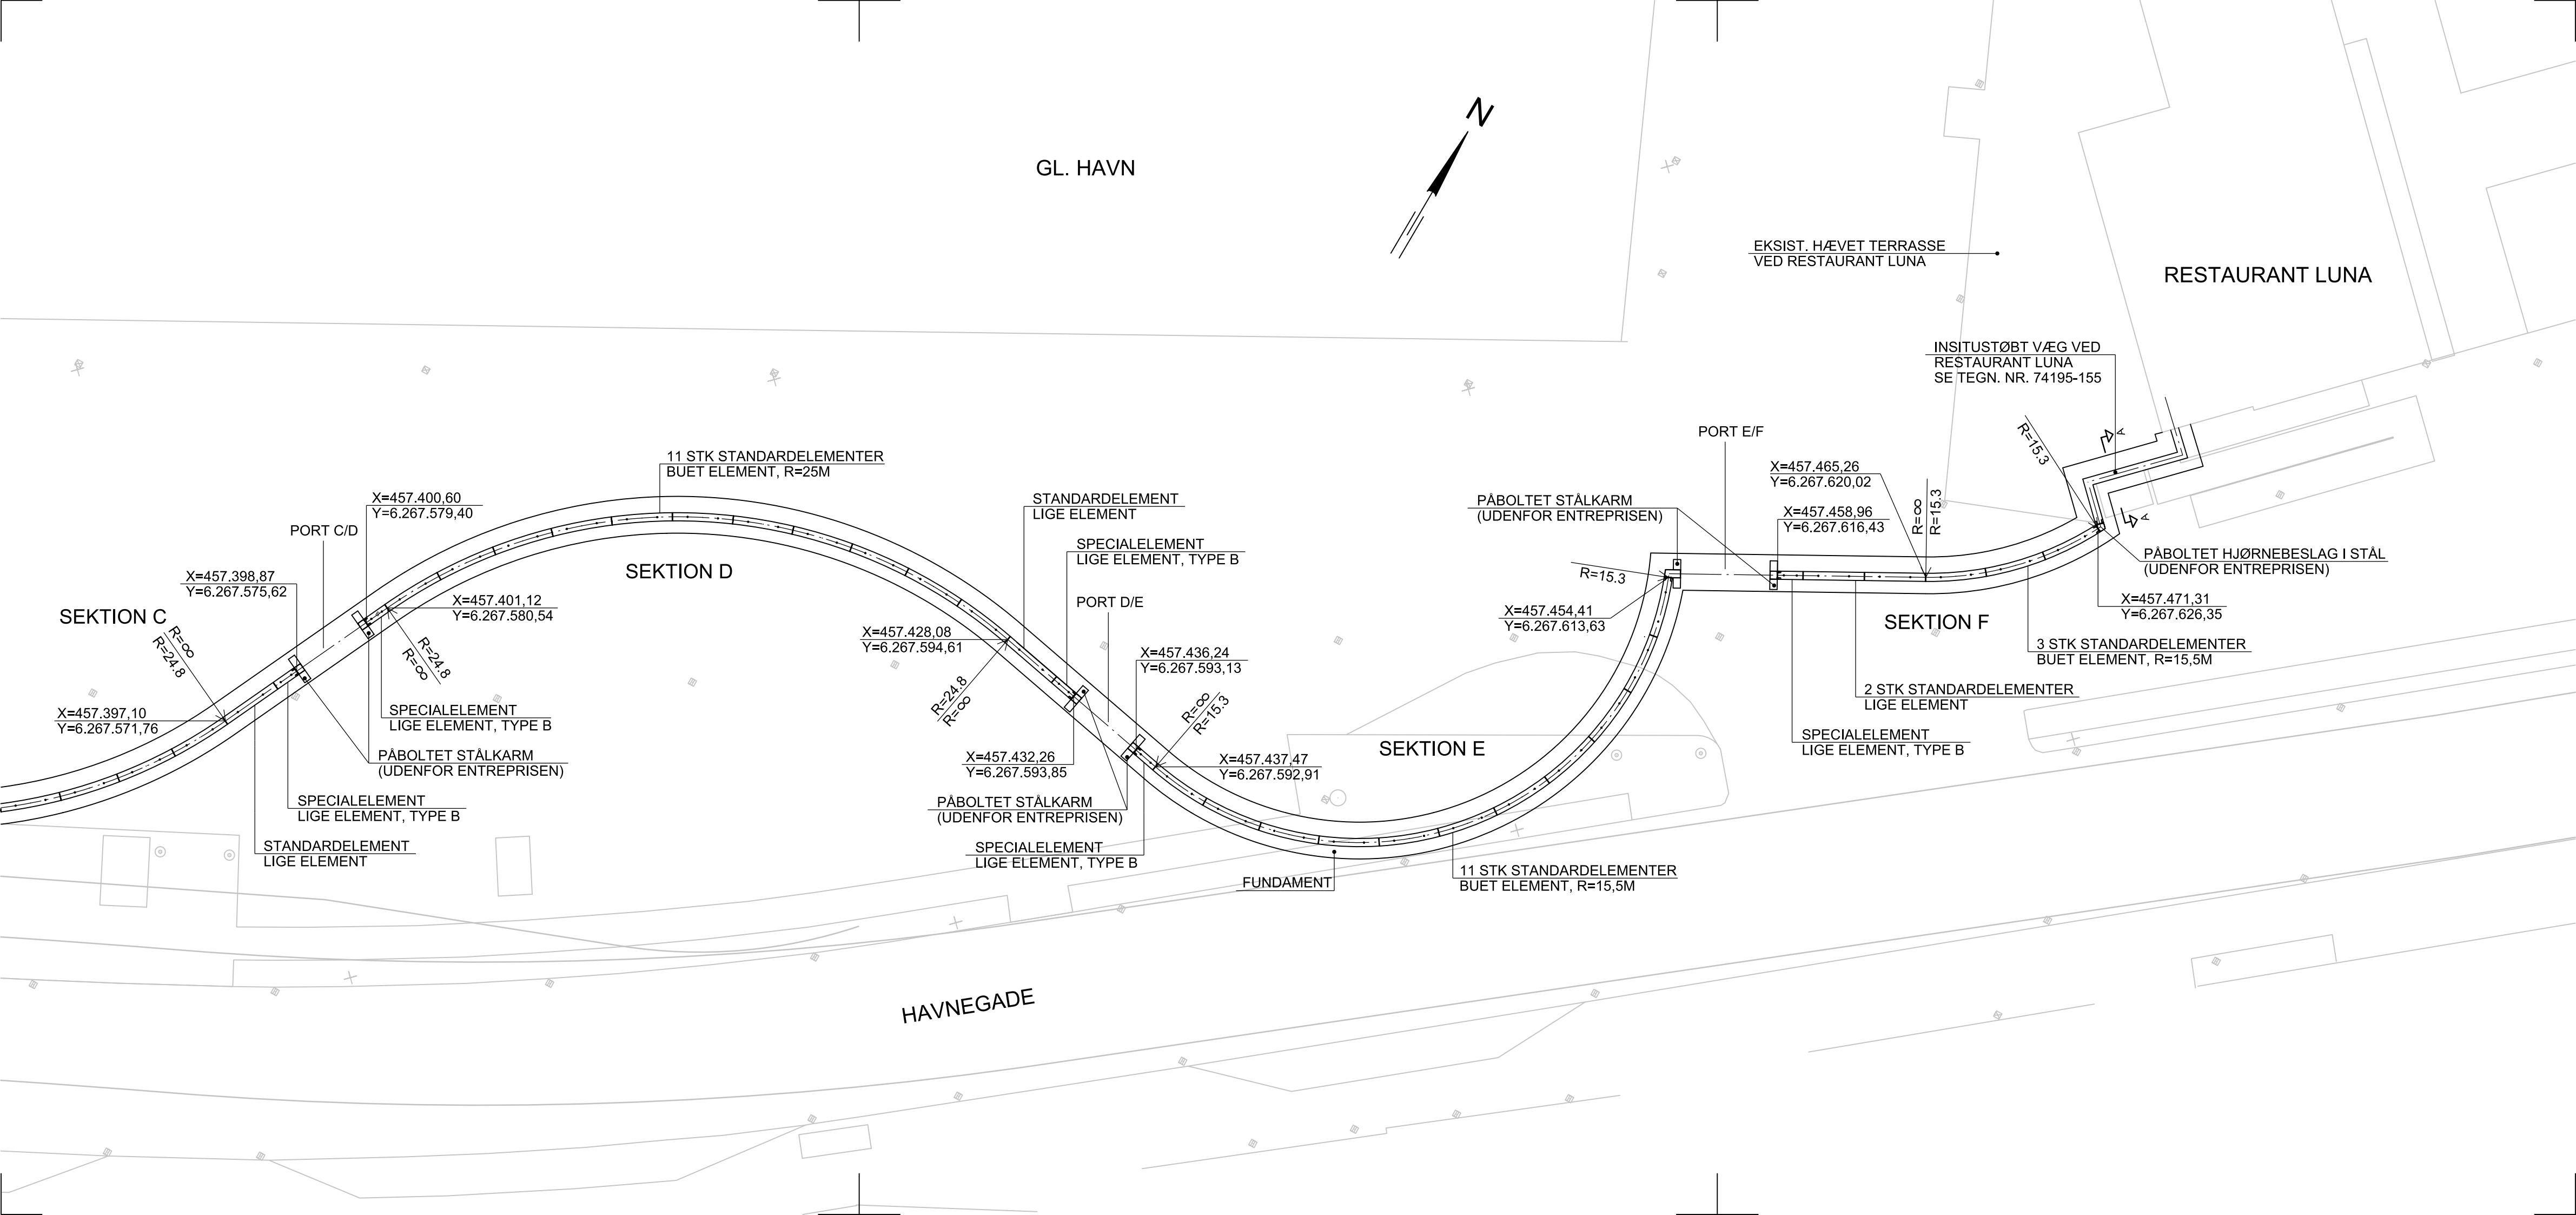 N
GL. HAVN
EKSIST. HÆVET TERRASSE
VED RESTAURANT LUNA
RESTAURANT LUNA
INSITUSTØBT VÆG VED
RESTAURANT LUNA
SE TEGN. NR. 74195-155
R=15.3
A
A
PORT E/F
11 STK STANDARDELEMENTER
BUET ELEMENT, R=25M
X=457.465,26
Y=6.267.620,02
X=457.400,60
Y=6.267.579,40
STANDARDELEMENT
LIGE ELEMENT
PÅBOLTET STÅLKARM
(UDENFOR ENTREPRISEN)
X=457.458,96
Y=6.267.616,43
R=∞
R=15.3
PORT C/D
SPECIALELEMENT
LIGE ELEMENT, TYPE B
PÅBOLTET HJØRNEBESLAG I STÅL
(UDENFOR ENTREPRISEN)
SEKTION D
X=457.398,87
Y=6.267.575,62
R=15.3
X=457.401,12
Y=6.267.580,54
PORT D/E
X=457.454,41
Y=6.267.613,63
X=457.471,31
Y=6.267.626,35
SEKTION C
SEKTION F
R=∞
R=24.8
R=24.8
R=∞
X=457.428,08
Y=6.267.594,61
X=457.436,24
Y=6.267.593,13
3 STK STANDARDELEMENTER
BUET ELEMENT, R=15,5M
R=24.8
R=∞
R=∞
R=15.3
2 STK STANDARDELEMENTER
LIGE ELEMENT
X=457.397,10
Y=6.267.571,76
SPECIALELEMENT
LIGE ELEMENT, TYPE B
SEKTION E
SPECIALELEMENT
LIGE ELEMENT, TYPE B
PÅBOLTET STÅLKARM
(UDENFOR ENTREPRISEN)
X=457.432,26
Y=6.267.593,85
X=457.437,47
Y=6.267.592,91
SPECIALELEMENT
LIGE ELEMENT, TYPE B
PÅBOLTET STÅLKARM
(UDENFOR ENTREPRISEN)
STANDARDELEMENT
LIGE ELEMENT
SPECIALELEMENT
LIGE ELEMENT, TYPE B
FUNDAMENT
11 STK STANDARDELEMENTER
BUET ELEMENT, R=15,5M
HAVNEGADE